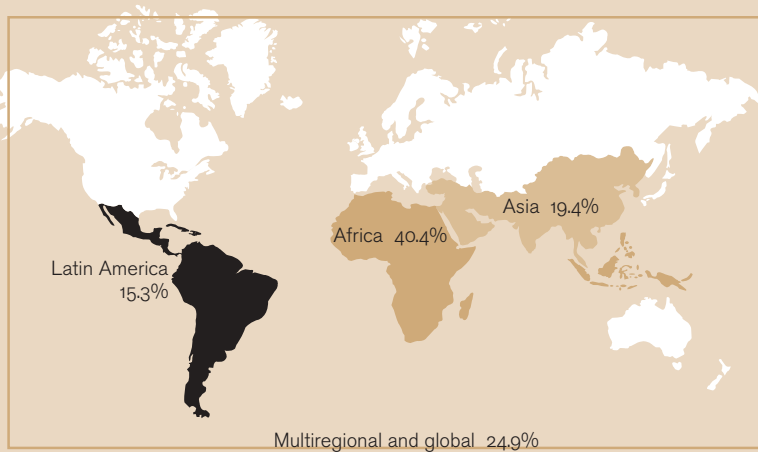 Asia 19.4%
Africa 40.4%
Latin America
15.3%
Multiregional and global 24.9%